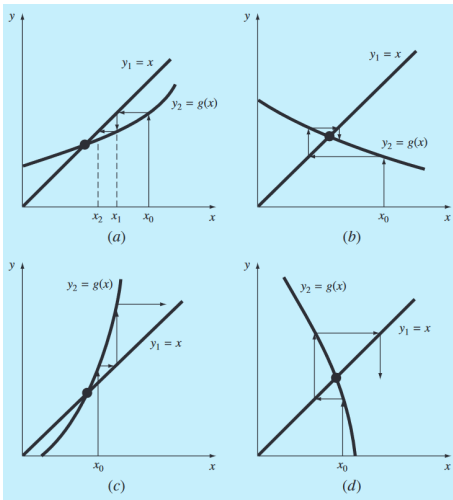 y
y
y₁ = x
y₁ = x
y₂ = g(x)
y₂ = g(x)
x₂ x₁ x₀ x
x₀ x
(a)
(b)
y
y
y₂ = g(x)
y₂ = g(x)
y₁ = x
y₁ = x
x₀ x
x₀ x
(c)
(d)